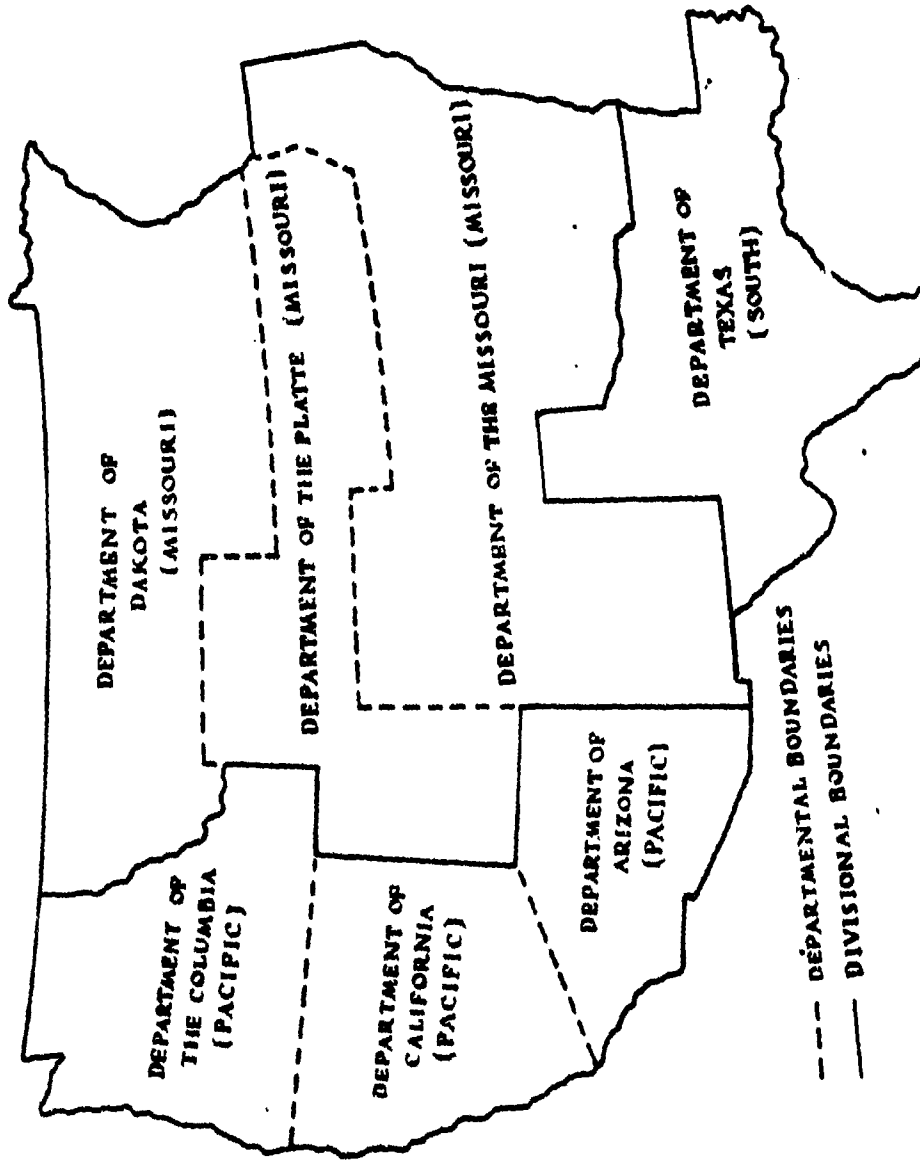 DEPARTMENT OF
DAKOTA
(MISSOURI)
DEPARTMENT OF
THE COLUMBIA
(PACIFIC)
DEPARTMENT OF THE PLATTE (MISSOURI)
DEPARTMENT OF
CALIFORNIA
(PACIFIC)
DEPARTMENT OF THE MISSOURI (MISSOURI)
DEPARTMENT OF
ARIZONA
(PACIFIC)
DEPARTMENT OF
TEXAS
(SOUTH)
DEPARTMENTAL BOUNDARIES
DIVISIONAL BOUNDARIES